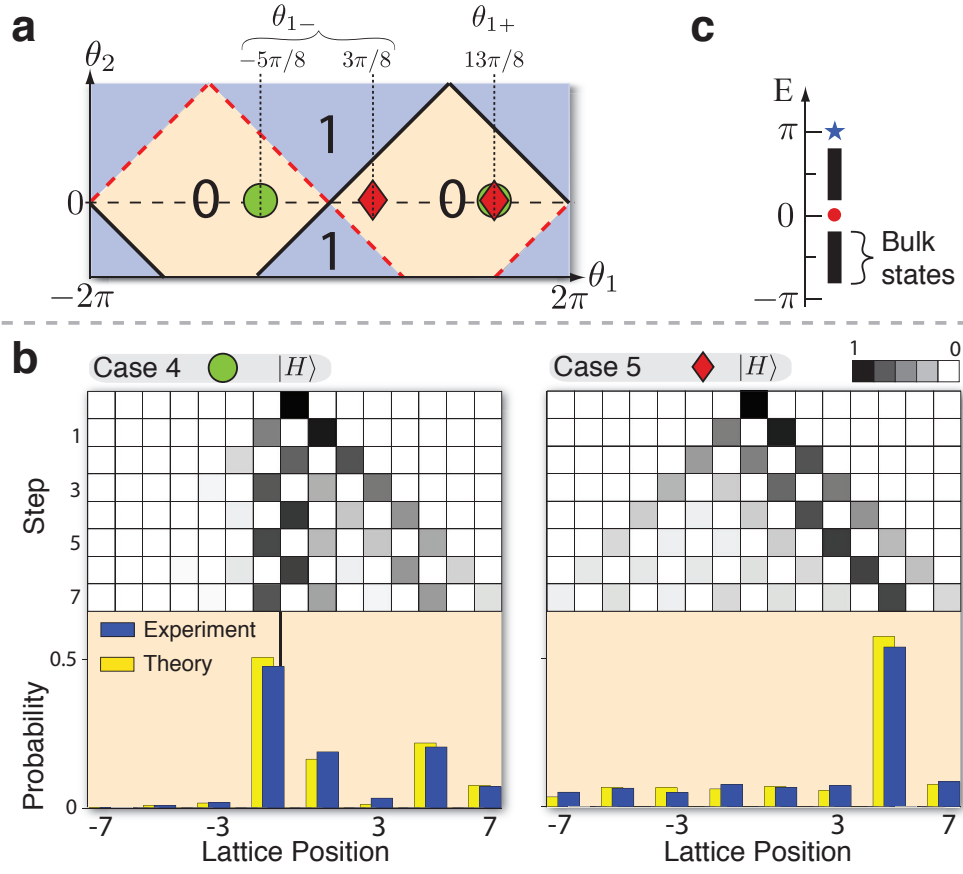 a
θ1− θ1+
−5π/8 3π/8 13π/8
θ2
1
0 0 0
1
−2π 2π θ1
c
E
π
0
−π
Bulk
states
b
Case 4 |H⟩
Case 5 |H⟩
1 0
Step
1
3
5
7
Experiment
Theory
Probability
0.5
0
-7 -3 3 7
Lattice Position
-7 -3 3 7
Lattice Position